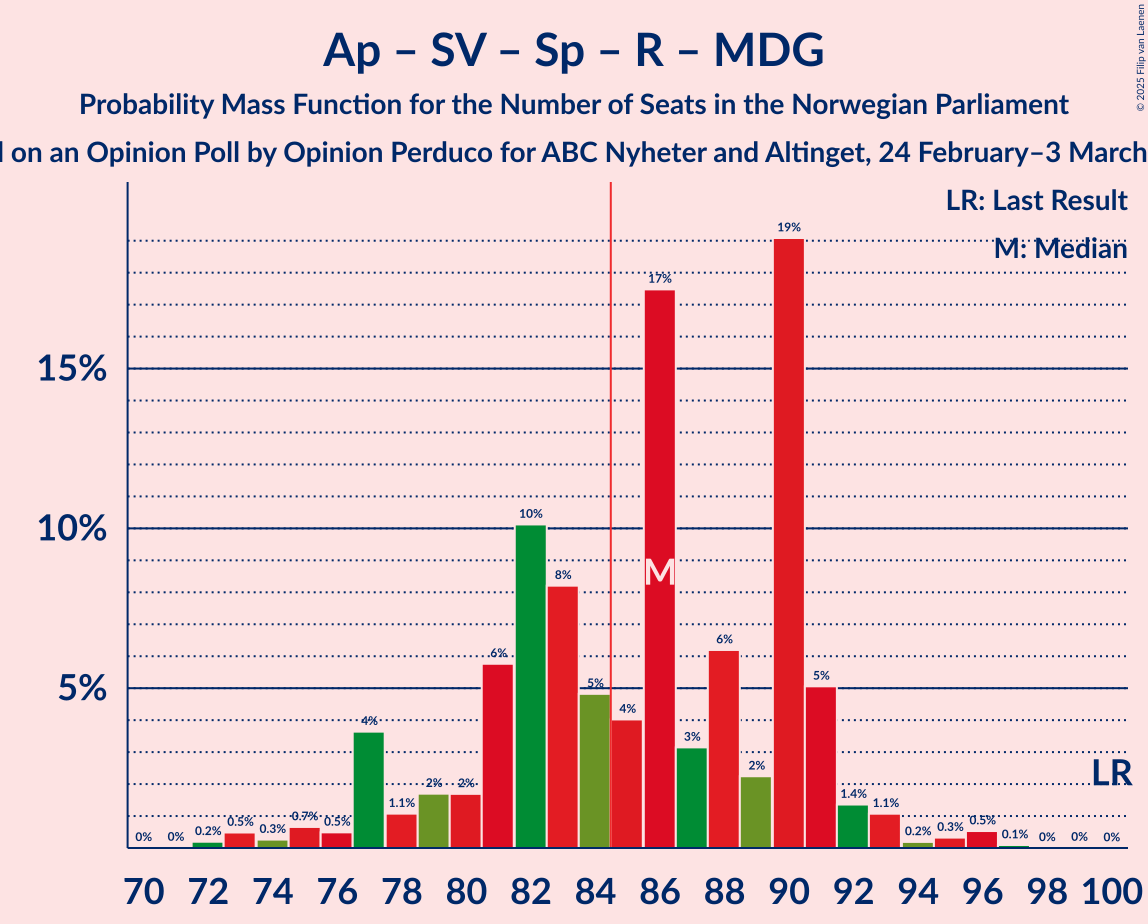 Ap – SV – Sp – R – MDG
Probability Mass Function for the Number of Seats in the Norwegian Parliament
on an Opinion Poll by Opinion Perduco for ABC Nyheter and Altinget, 24 February–3 March
© 2025 Filip van Laenen
LR: Last Result
M: Median
15%
10%
5%
0% 0% 0.2% 0.5% 0.3% 0.7% 0.5% 4% 1.1% 2% 2% 6% 10% 8% 5% 4% 17% 3% 6% 2% 19% 5% 1.4% 1.1% 0.2% 0.3% 0.5% 0.1% 0% 0% 0%
M
LR
70 72 74 76 78 80 82 84 86 88 90 92 94 96 98 100